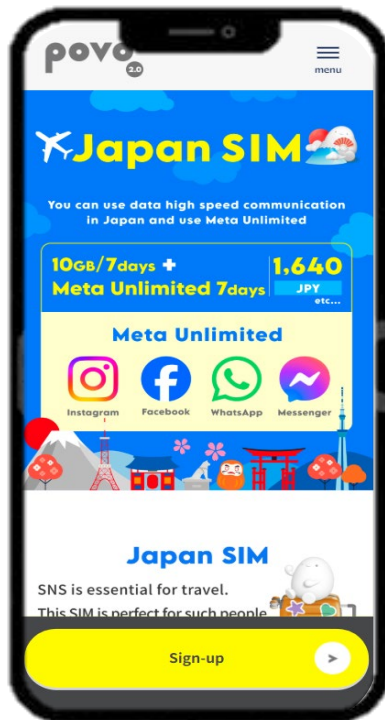 povo
2.0
menu
Japan SIM
You can use data high speed communication
in Japan and use Meta Unlimited
10GB/7days +
Meta Unlimited 7days
1,640
JPY
etc...
Meta Unlimited
Instagram
Facebook
WhatsApp
Messenger
Japan SIM
SNS is essential for travel.
This SIM is perfect for such people
Sign-up